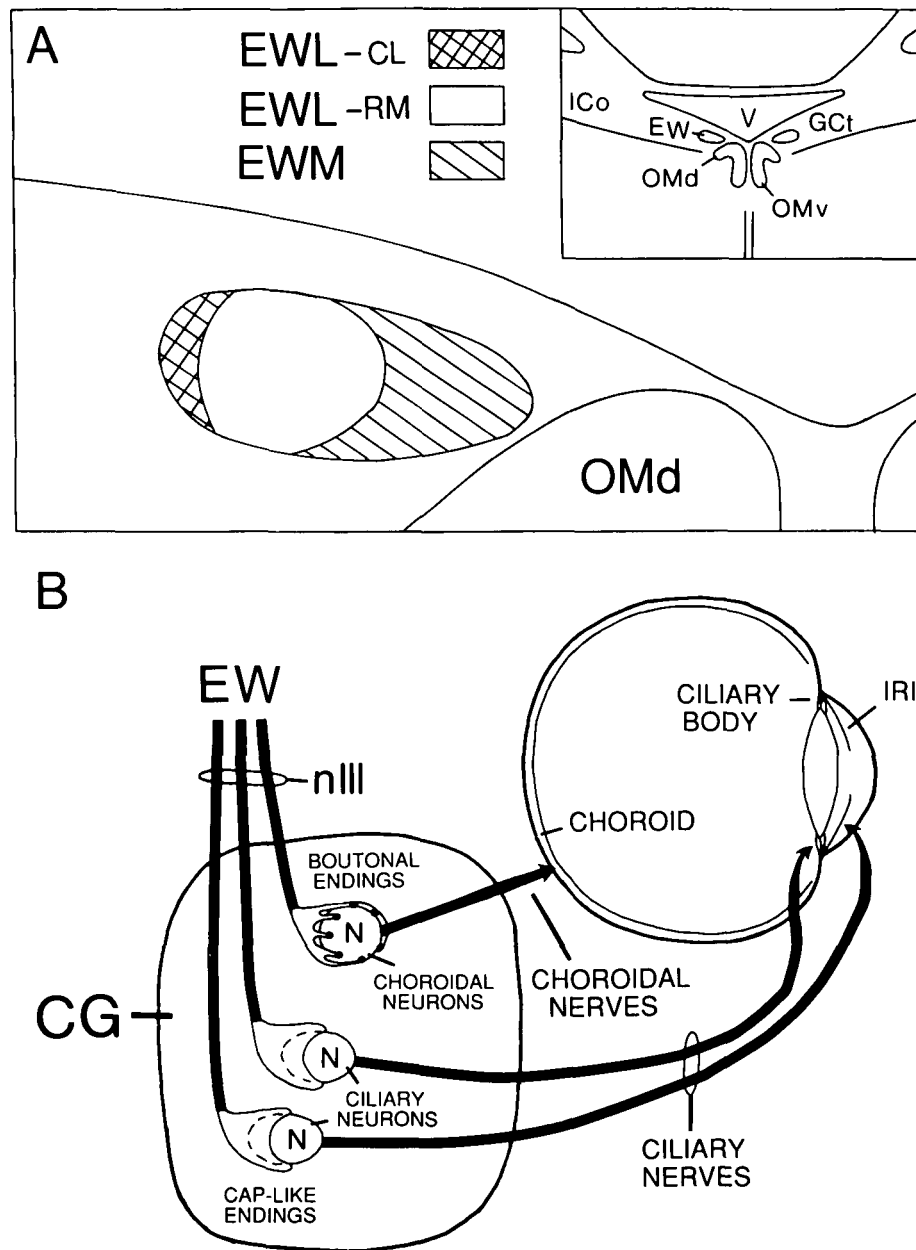 A
EWL - CL
EWL - RM
EWM
ICo
V
EW
GCt
OMd
OMv
OMd
B
EW
nIII
CILIARY
BODY
IRI
CHOROID
BOUTONAL
ENDINGS
N
CHOROIDAL
NEURONS
CHOROIDAL
NERVES
CG
N
CILIARY
NEURONS
N
CAP-LIKE
ENDINGS
CILIARY
NERVES